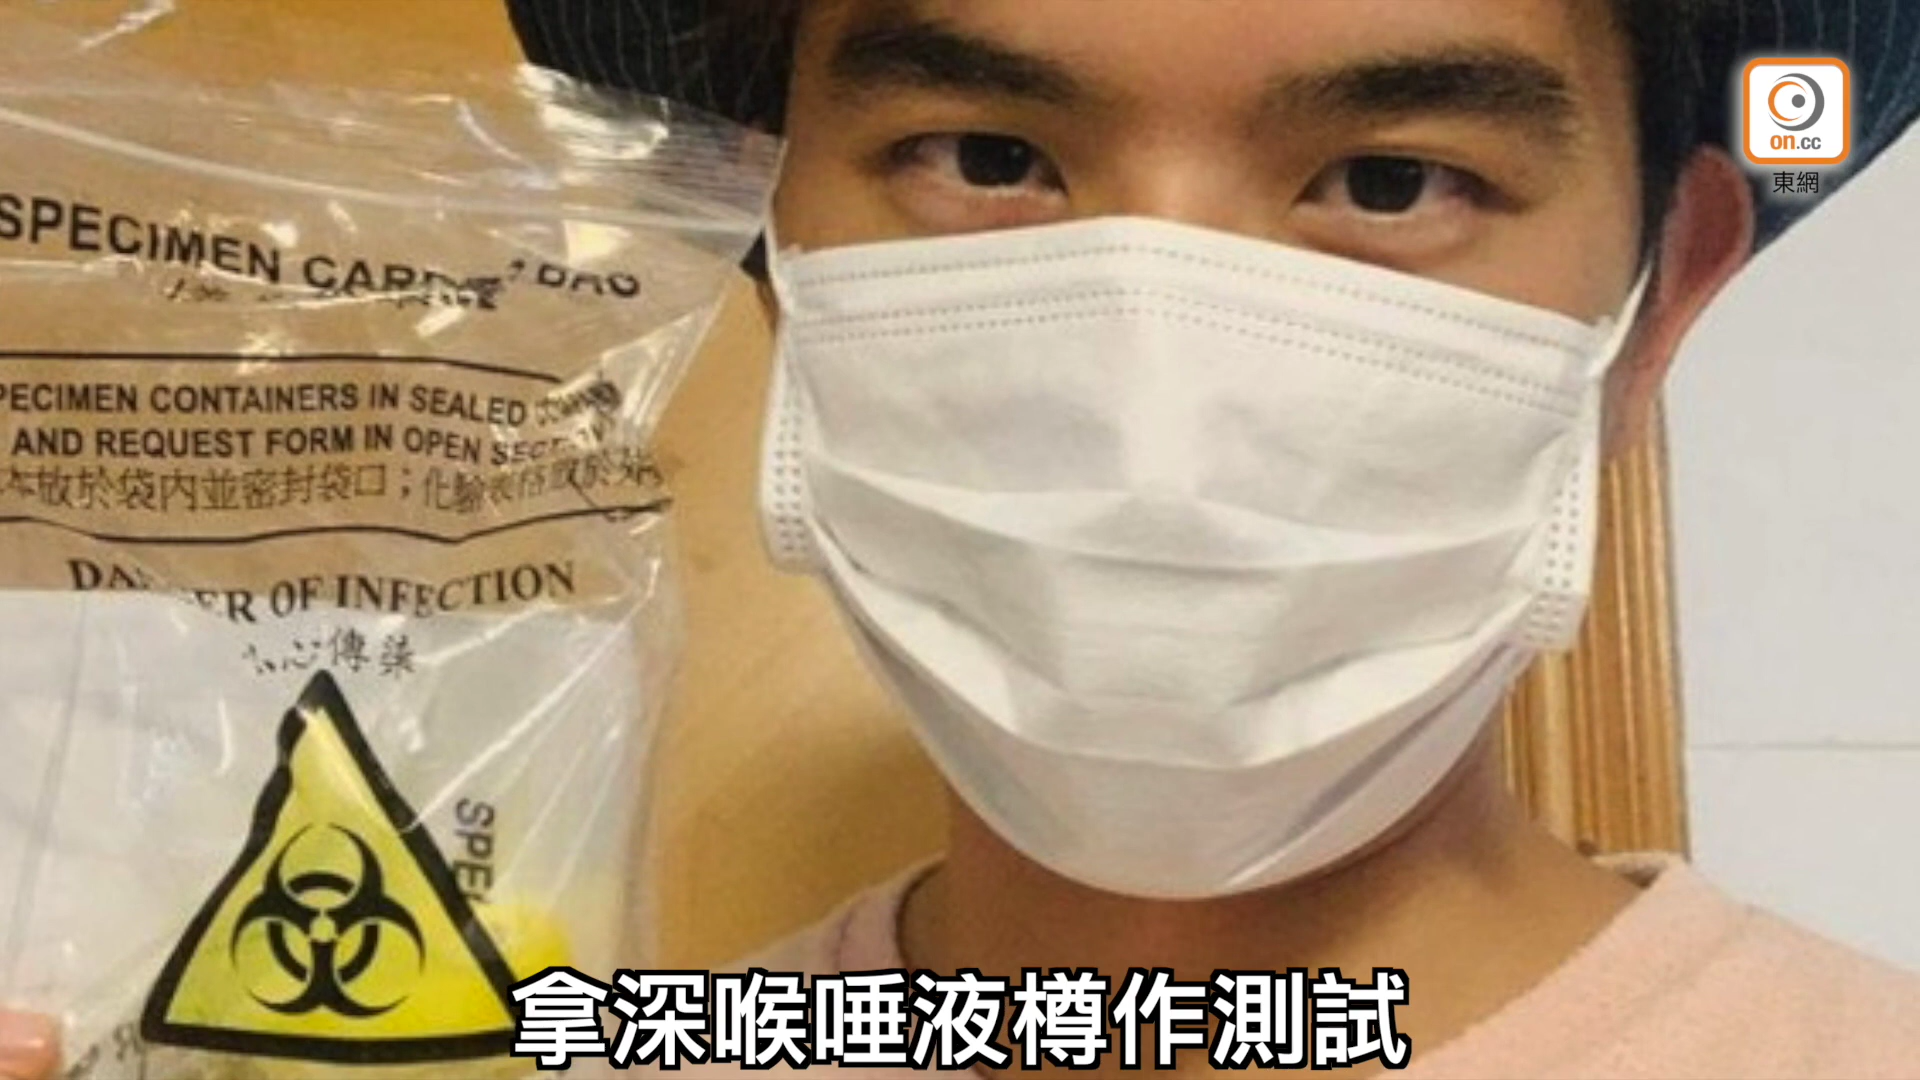 on.cc
東網
SPECIMEN
PECIMEN CONTAINERS IN SEALED
AND REQUEST FORM IN OPEN
本放於袋內並密封袋口；化驗
OF INFECTION
心傳染
SPE
拿深喉唾液樽作測試